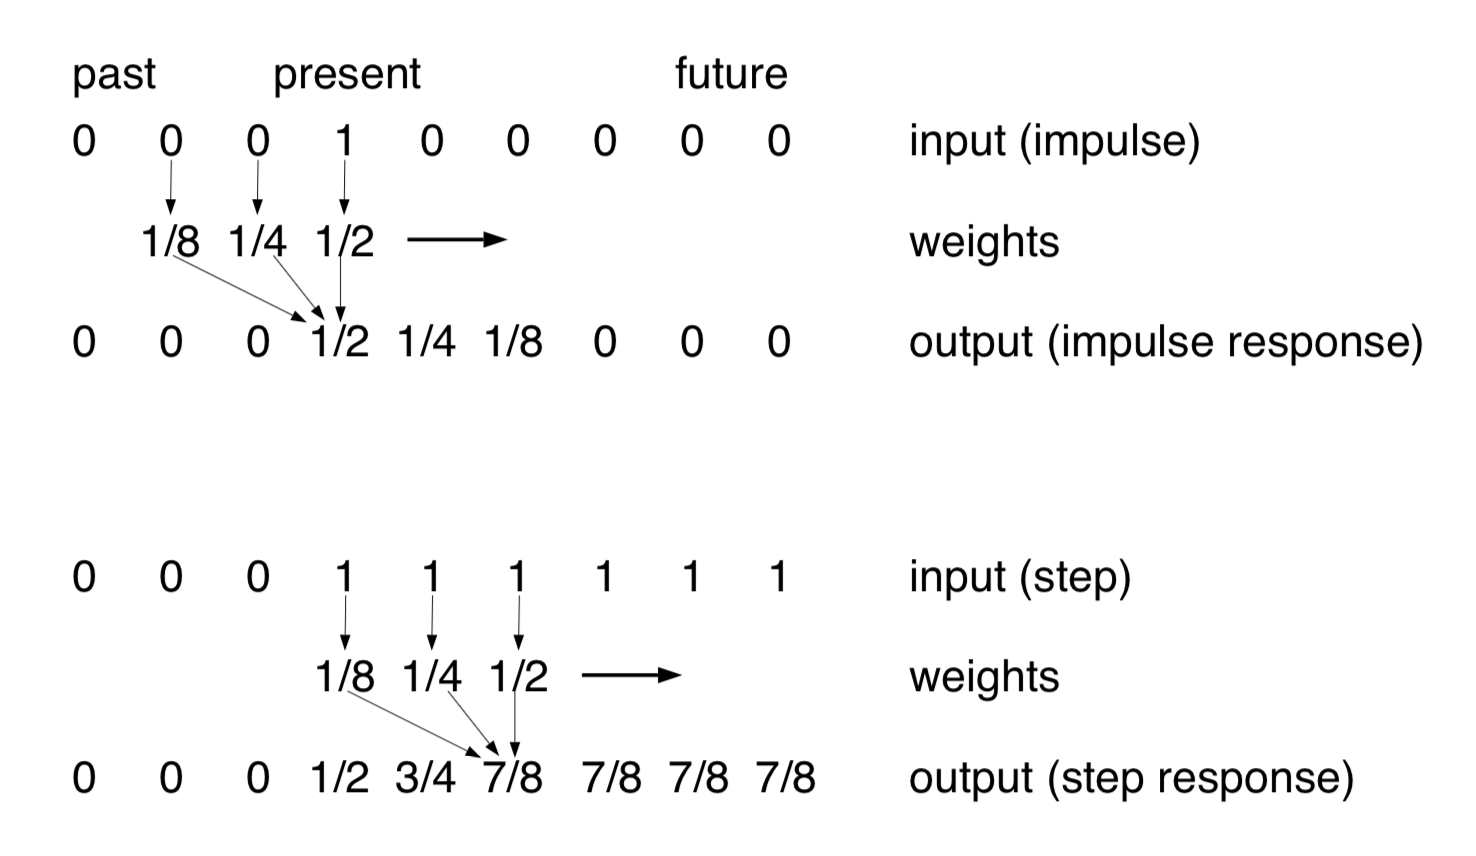 past present future
0 0 0 1 0 0 0 0 0 input (impulse)
1/8 1/4 1/2 weights
0 0 0 1/2 1/4 1/8 0 0 0 output (impulse response)
0 0 0 1 1 1 1 1 1 input (step)
1/8 1/4 1/2 weights
0 0 0 1/2 3/4 7/8 7/8 7/8 7/8 output (step response)